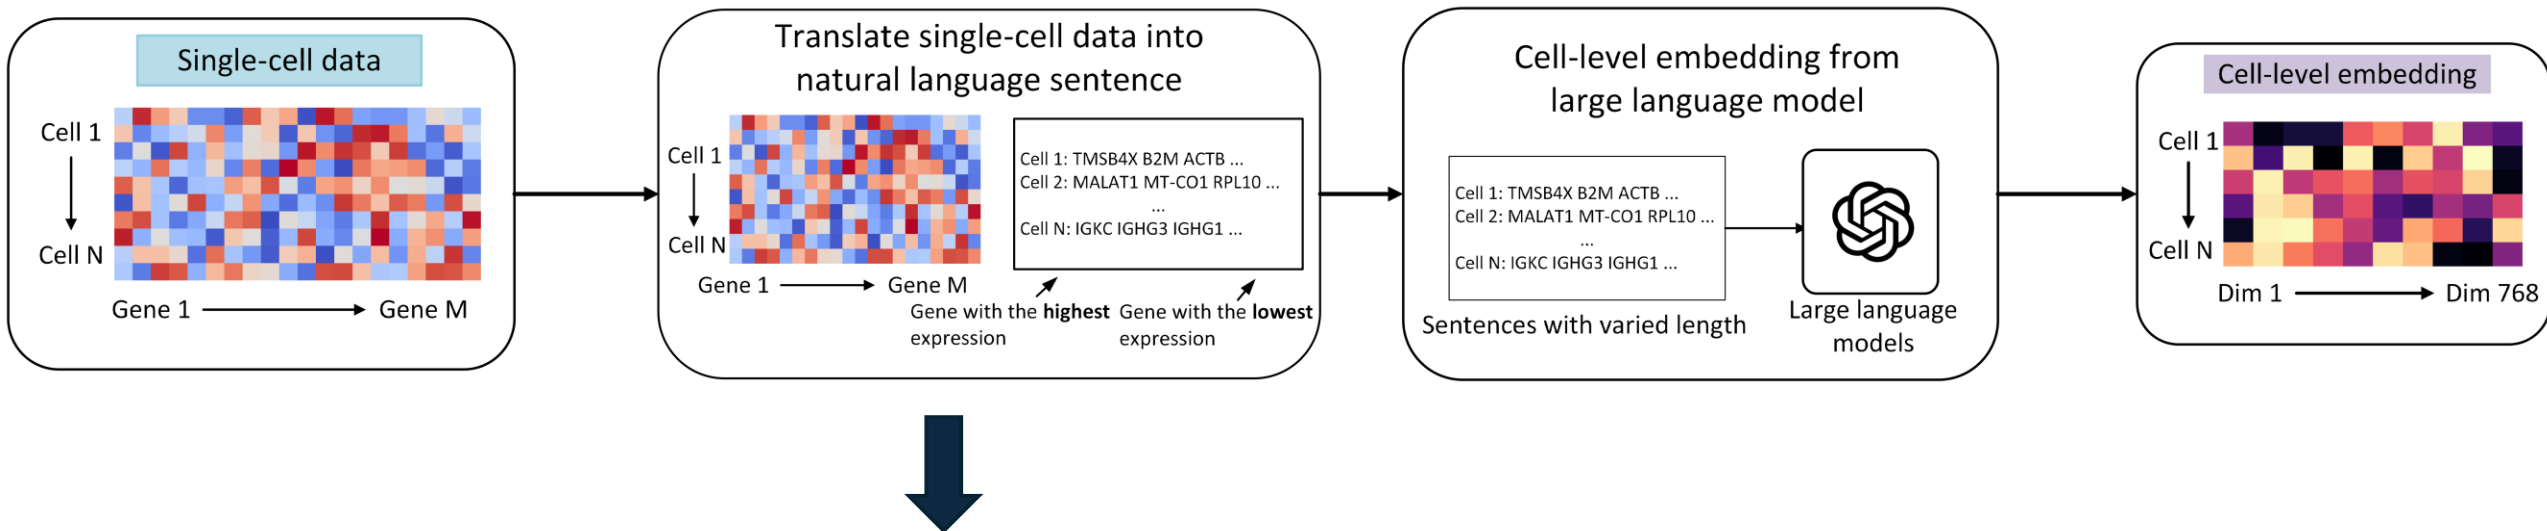 Single-cell data
Cell 1
Cell N
Gene 1
Gene M
Translate single-cell data into
natural language sentence
Cell 1
Cell N
Gene 1
Gene M
Cell 1: TMSB4X B2M ACTB ...
Cell 2: MALAT1 MT-CO1 RPL10 ...
...
Cell N: IGKC IGHG3 IGHG1 ...
Gene with the highest
expression
Gene with the lowest
expression
Cell-level embedding from
large language model
Cell 1: TMSB4X B2M ACTB ...
Cell 2: MALAT1 MT-CO1 RPL10 ...
...
Cell N: IGKC IGHG3 IGHG1 ...
Sentences with varied length
Large language
models
Cell-level embedding
Cell 1
Cell N
Dim 1
Dim 768